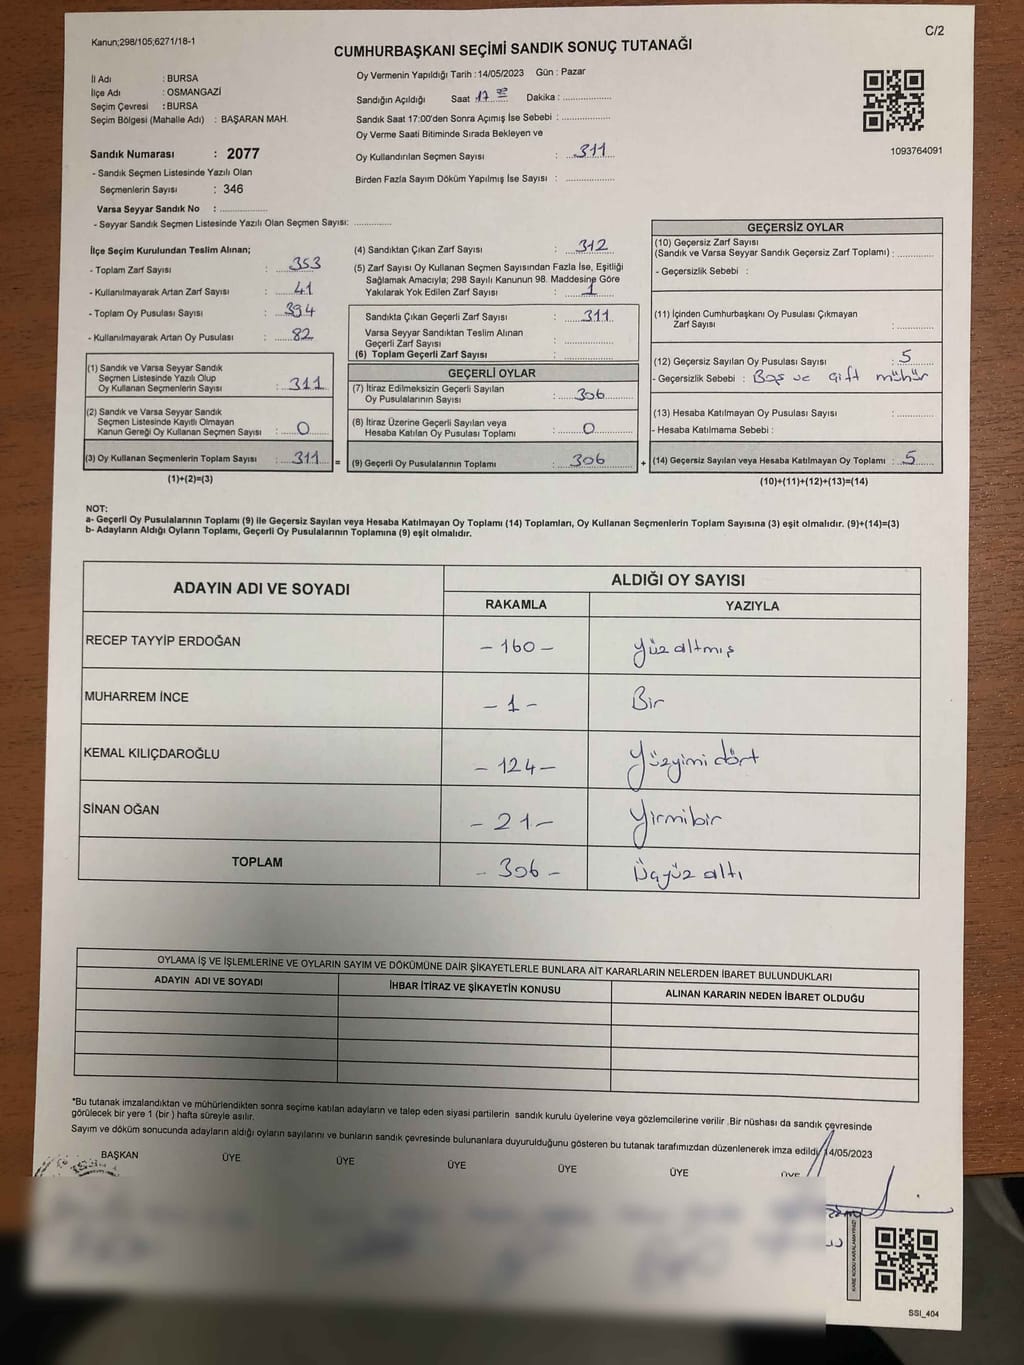 Kanun;298/105;6271/18-1
C/2
CUMHURBAŞKANI SEÇİMİ SANDIK SONUÇ TUTANAĞI
İl Adı : BURSA
İlçe Adı : OSMANGAZİ
Seçim Çevresi : BURSA
Seçim Bölgesi (Mahalle Adı) : BAŞARAN MAH.
Oy Vermenin Yapıldığı Tarih : 14/05/2023 Gün : Pazar
Sandığın Açıldığı Saat 17.00 Dakika : ....................
Sandık Saat 17:00'den Sonra Açımış İse Sebebi : ...............
Oy Verme Saati Bitiminde Sırada Bekleyen ve
Oy Kullandırılan Seçmen Sayısı : 311
Birden Fazla Sayım Döküm Yapılmış İse Sayısı : ...............
1093764091
Sandık Numarası : 2077
- Sandık Seçmen Listesinde Yazılı Olan
Seçmenlerin Sayısı : 346
Varsa Seyyar Sandık No : ...............
- Seyyar Sandık Seçmen Listesinde Yazılı Olan Seçmen Sayısı: ............
İlçe Seçim Kurulundan Teslim Alınan;
- Toplam Zarf Sayısı : 353
- Kullanılmayarak Artan Zarf Sayısı : 41
- Toplam Oy Pusulası Sayısı : 394
- Kullanılmayarak Artan Oy Pusulası : 82
(1) Sandık ve Varsa Seyyar Sandık
Seçmen Listesinde Yazılı Olup
Oy Kullanan Seçmenlerin Sayısı : 311
(2) Sandık ve Varsa Seyyar Sandık
Seçmen Listesinde Kayıtlı Olmayan
Kanun Gereği Oy Kullanan Seçmen Sayısı : 0
(3) Oy Kullanan Seçmenlerin Toplam Sayısı : 311 =
(1)+(2)=(3)
(4) Sandıktan Çıkan Zarf Sayısı : 312
(5) Zarf Sayısı Oy Kullanan Seçmen Sayısından Fazla İse, Eşitliği
Sağlamak Amacıyla; 298 Sayılı Kanunun 98. Maddesine Göre
Yakılarak Yok Edilen Zarf Sayısı : 1
Sandıkta Çıkan Geçerli Zarf Sayısı : 311
Varsa Seyyar Sandıktan Teslim Alınan
Geçerli Zarf Sayısı : ...............
(6) Toplam Geçerli Zarf Sayısı : ...............
GEÇERLİ OYLAR
(7) İtiraz Edilmeksizin Geçerli Sayılan
Oy Pusulalarının Sayısı : 306
(8) İtiraz Üzerine Geçerli Sayılan veya
Hesaba Katılan Oy Pusulası Toplamı : 0
(9) Geçerli Oy Pusulalarının Toplamı : 306 +
GEÇERSİZ OYLAR
(10) Geçersiz Zarf Sayısı
(Sandık ve Varsa Seyyar Sandık Geçersiz Zarf Toplamı) : ............
- Geçersizlik Sebebi :
(11) İçinden Cumhurbaşkanı Oy Pusulası Çıkmayan
Zarf Sayısı : ............
(12) Geçersiz Sayılan Oy Pusulası Sayısı : 5
- Geçersizlik Sebebi : Boş ve çift mühür
(13) Hesaba Katılmayan Oy Pusulası Sayısı : ............
- Hesaba Katılmama Sebebi :
(14) Geçersiz Sayılan veya Hesaba Katılmayan Oy Toplamı : 5
(10)+(11)+(12)+(13)=(14)
NOT:
a- Geçerli Oy Pusulalarının Toplamı (9) ile Geçersiz Sayılan veya Hesaba Katılmayan Oy Toplamı (14) Toplamları, Oy Kullanan Seçmenlerin Toplam Sayısına (3) eşit olmalıdır. (9)+(14)=(3)
b- Adayların Aldığı Oyların Toplamı, Geçerli Oy Pusulalarının Toplamına (9) eşit olmalıdır.
ADAYIN ADI VE SOYADI
ALDIĞI OY SAYISI
RAKAMLA YAZIYLA
RECEP TAYYİP ERDOĞAN - 160 - Yüz altmış
MUHARREM İNCE - 1 - Bir
KEMAL KILIÇDAROĞLU - 124 - Yüzyimi dört
SİNAN OĞAN - 21 - Yirmibir
TOPLAM - 306 - Üçyüz altı
OYLAMA İŞ VE İŞLEMLERİNE VE OYLARIN SAYIM VE DÖKÜMÜNE DAİR ŞİKAYETLERLE BUNLARA AİT KARARLARIN NELERDEN İBARET BULUNDUKLARI
ADAYIN ADI VE SOYADI İHBAR İTİRAZ VE ŞİKAYETİN KONUSU ALINAN KARARIN NEDEN İBARET OLDUĞU
*Bu tutanak imzalandıktan ve mühürlendikten sonra seçime katılan adayların ve talep eden siyasi partilerin sandık kurulu üyelerine veya gözlemcilerine verilir .Bir nüshası da sandık çevresinde
görülecek bir yere 1 (bir ) hafta süreyle asılır.
Sayım ve döküm sonucunda adayların aldığı oyların sayılarını ve bunların sandık çevresinde bulunanlara duyurulduğunu gösteren bu tutanak tarafımızdan düzenlenerek imza edildi. 14/05/2023
BAŞKAN ÜYE ÜYE ÜYE ÜYE ÜYE ÜYE
KARE KODU KARALAMAYINIZ!
SSI_404